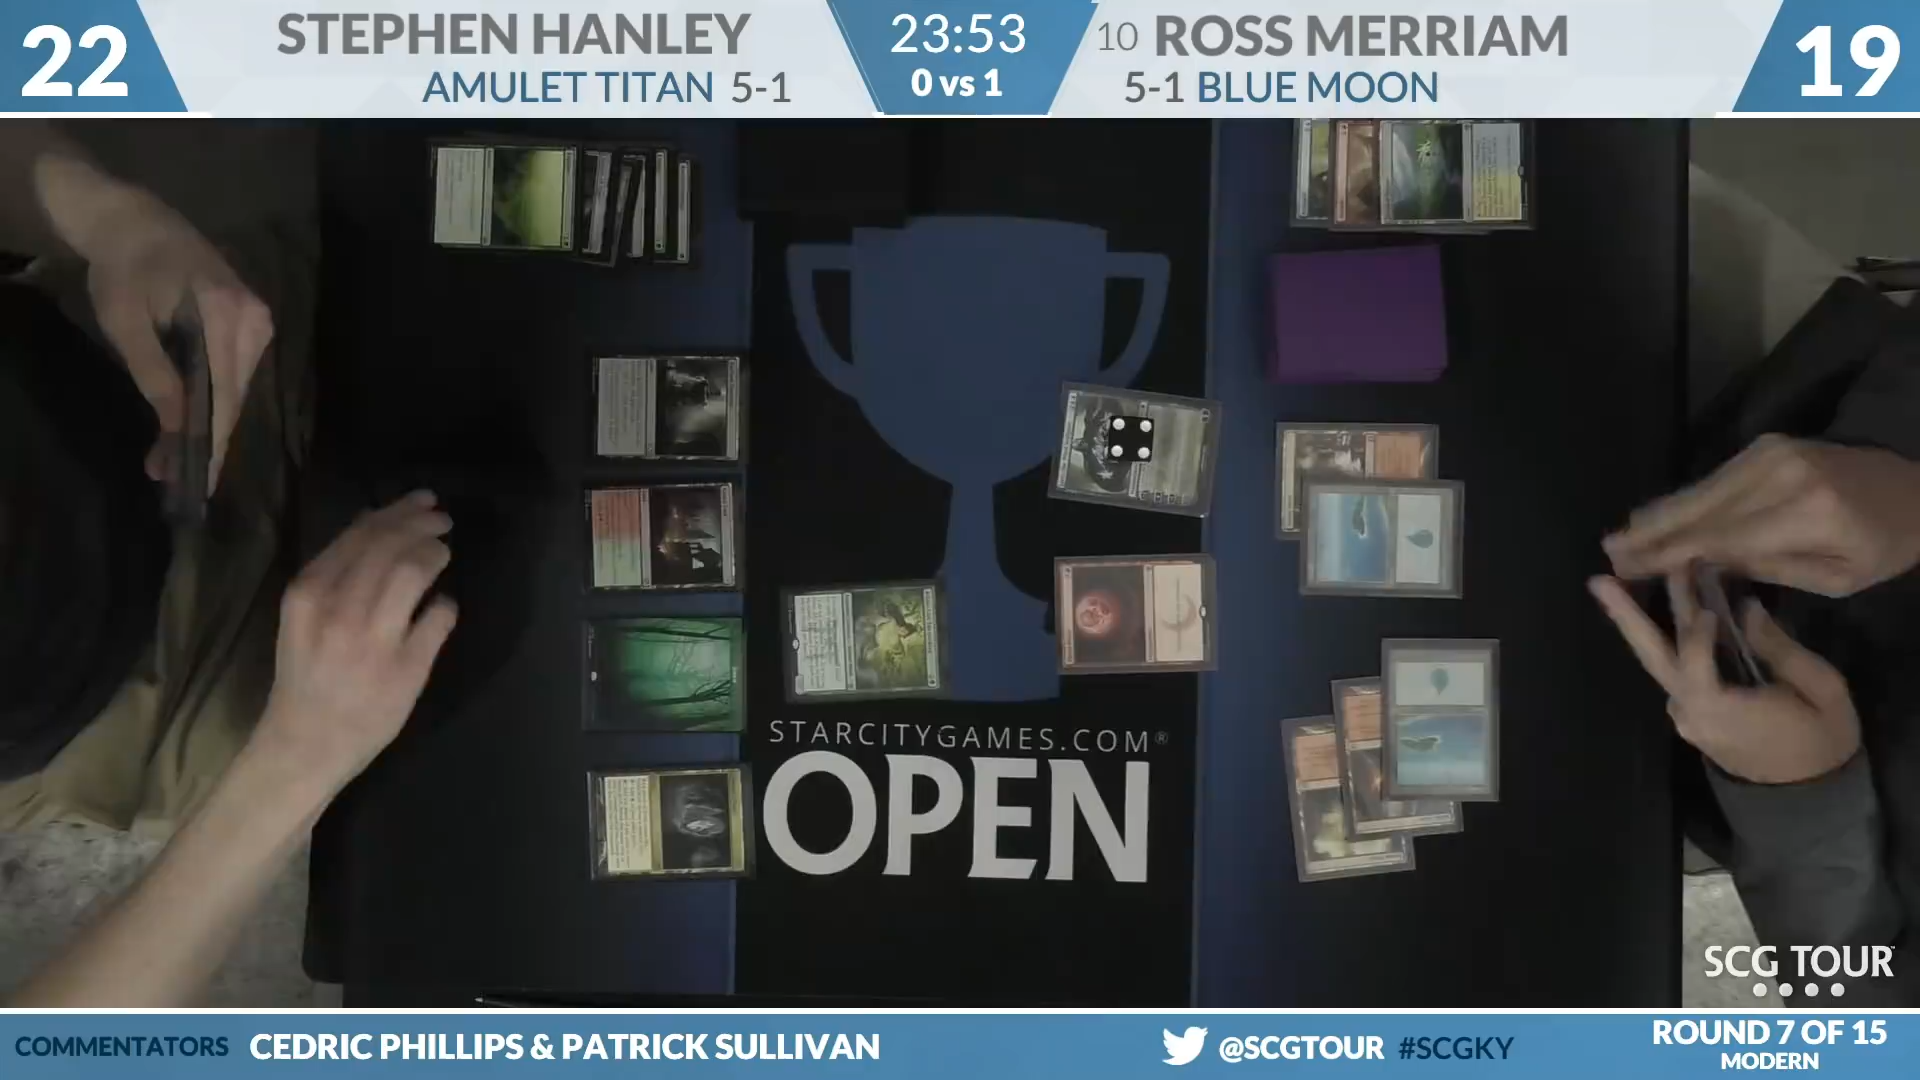 22
STEPHEN HANLEY
AMULET TITAN 5-1
23:53
0 vs 1
10 ROSS MERRIAM
5-1 BLUE MOON
19
STARCITYGAMES.COM®
OPEN
SCG TOUR™
COMMENTATORS CEDRIC PHILLIPS & PATRICK SULLIVAN
@SCGTOUR #SCGKY
ROUND 7 OF 15
MODERN